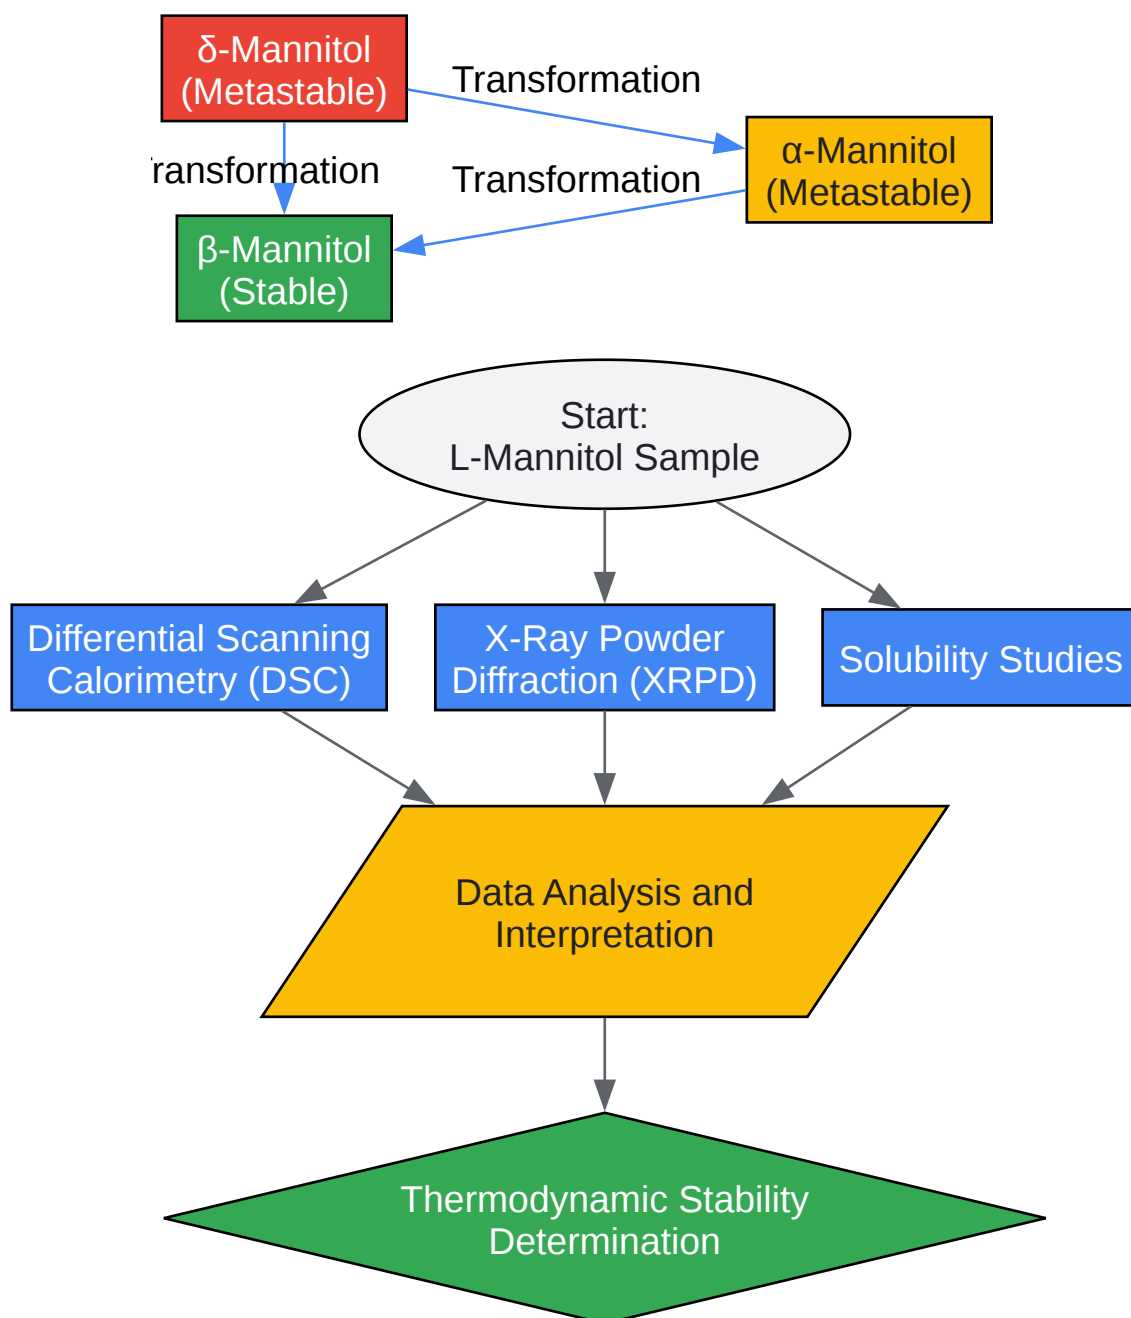 δ-Mannitol
(Metastable)
Transformation
α-Mannitol
(Metastable)
ransformation
Transformation
β-Mannitol
(Stable)
Start:
L-Mannitol Sample
Differential Scanning
Calorimetry (DSC)
X-Ray Powder
Diffraction (XRPD)
Solubility Studies
Data Analysis and
Interpretation
Thermodynamic Stability
Determination